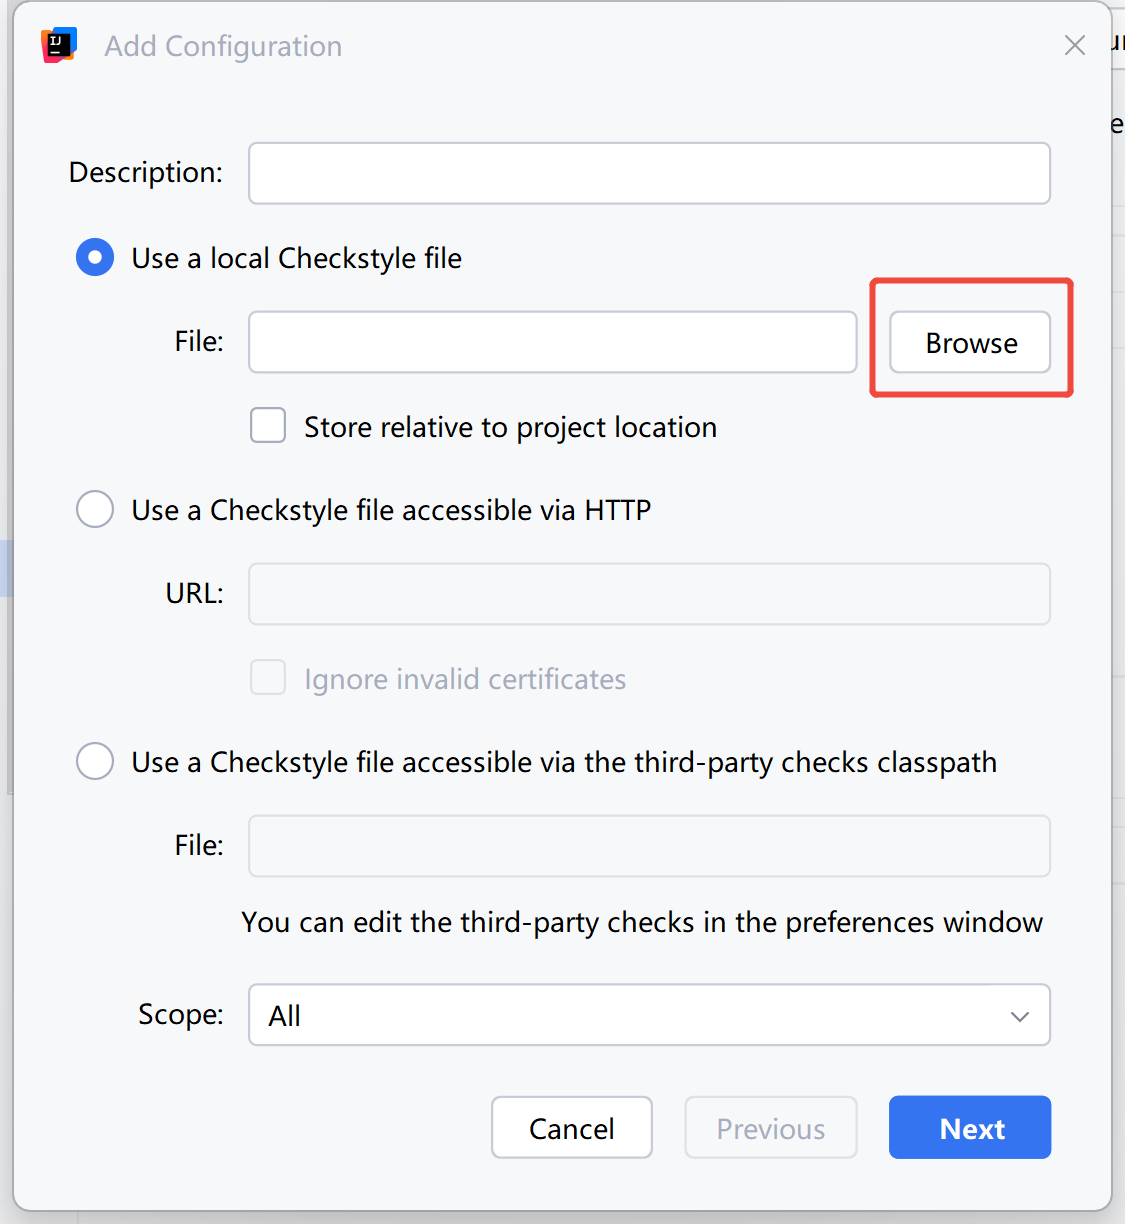 IJ
Add Configuration
Description:
Use a local Checkstyle file
File:
Browse
Store relative to project location
Use a Checkstyle file accessible via HTTP
URL:
Ignore invalid certificates
Use a Checkstyle file accessible via the third-party checks classpath
File:
You can edit the third-party checks in the preferences window
Scope: All
Cancel Previous Next